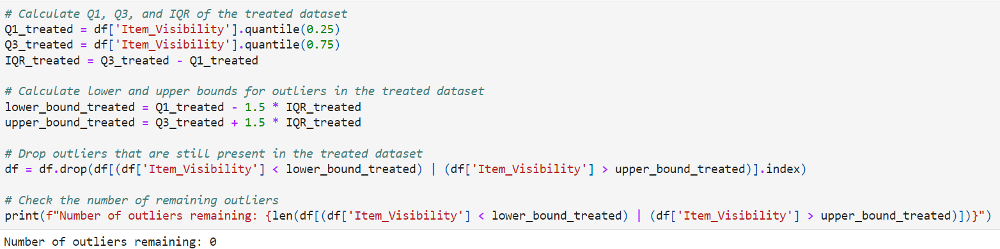 # Calculate Q1, Q3, and IQR of the treated dataset
Q1_treated = df['Item_Visibility'].quantile(0.25)
Q3_treated = df['Item_Visibility'].quantile(0.75)
IQR_treated = Q3_treated - Q1_treated
# Calculate lower and upper bounds for outliers in the treated dataset
lower_bound_treated = Q1_treated - 1.5 * IQR_treated
upper_bound_treated = Q3_treated + 1.5 * IQR_treated
# Drop outliers that are still present in the treated dataset
df = df.drop(df[(df['Item_Visibility'] < lower_bound_treated) | (df['Item_Visibility'] > upper_bound_treated)].index)
# Check the number of remaining outliers
print(f"Number of outliers remaining: {len(df[(df['Item_Visibility'] < lower_bound_treated) | (df['Item_Visibility'] > upper_bound_treated)])}")
Number of outliers remaining: 0